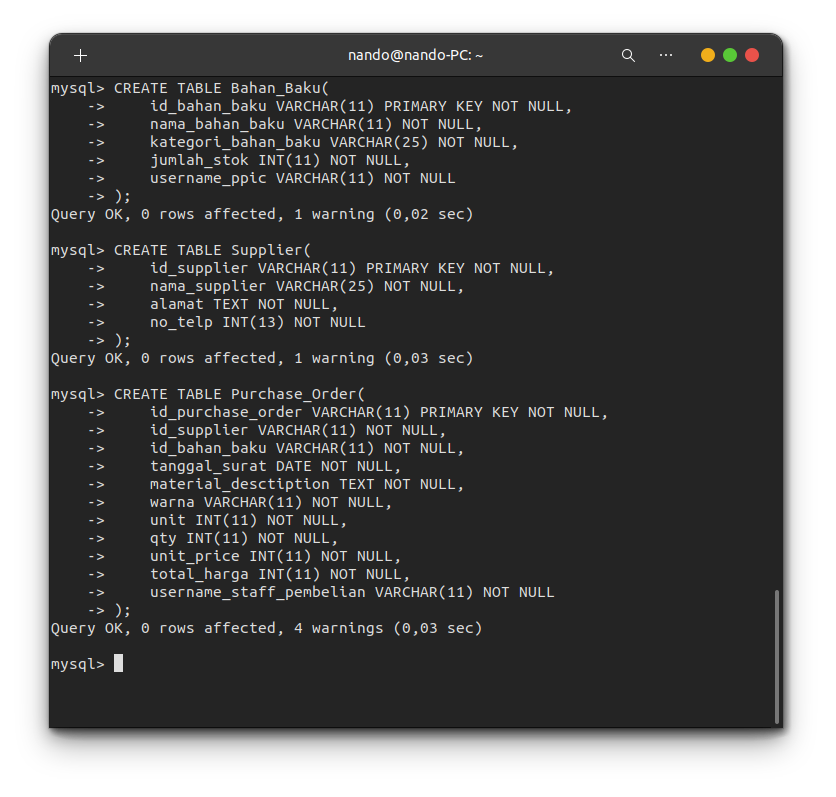 nando@nando-PC: ~
mysql> CREATE TABLE Bahan_Baku(
    ->     id_bahan_baku VARCHAR(11) PRIMARY KEY NOT NULL,
    ->     nama_bahan_baku VARCHAR(11) NOT NULL,
    ->     kategori_bahan_baku VARCHAR(25) NOT NULL,
    ->     jumlah_stok INT(11) NOT NULL,
    ->     username_ppic VARCHAR(11) NOT NULL
    -> );
Query OK, 0 rows affected, 1 warning (0,02 sec)
mysql> CREATE TABLE Supplier(
    ->     id_supplier VARCHAR(11) PRIMARY KEY NOT NULL,
    ->     nama_supplier VARCHAR(25) NOT NULL,
    ->     alamat TEXT NOT NULL,
    ->     no_telp INT(13) NOT NULL
    -> );
Query OK, 0 rows affected, 1 warning (0,03 sec)
mysql> CREATE TABLE Purchase_Order(
    ->     id_purchase_order VARCHAR(11) PRIMARY KEY NOT NULL,
    ->     id_supplier VARCHAR(11) NOT NULL,
    ->     id_bahan_baku VARCHAR(11) NOT NULL,
    ->     tanggal_surat DATE NOT NULL,
    ->     material_desctiption TEXT NOT NULL,
    ->     warna VARCHAR(11) NOT NULL,
    ->     unit INT(11) NOT NULL,
    ->     qty INT(11) NOT NULL,
    ->     unit_price INT(11) NOT NULL,
    ->     total_harga INT(11) NOT NULL,
    ->     username_staff_pembelian VARCHAR(11) NOT NULL
    -> );
Query OK, 0 rows affected, 4 warnings (0,03 sec)
mysql>